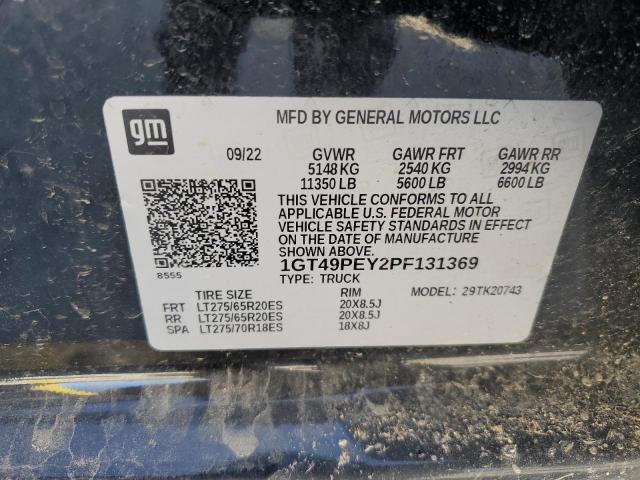 gm
MFD BY GENERAL MOTORS LLC
09/22 GVWR GAWR FRT GAWR RR
5148 KG 2540 KG 2994 KG
11350 LB 5600 LB 6600 LB
THIS VEHICLE CONFORMS TO ALL
APPLICABLE U.S. FEDERAL MOTOR
VEHICLE SAFETY STANDARDS IN EFFECT
ON THE DATE OF MANUFACTURE
SHOWN ABOVE.
8555
1GT49PEY2PF131369
TYPE: TRUCK
TIRE SIZE RIM MODEL: 29TK20743
FRT LT275/65R20ES 20X8.5J
RR LT275/65R20ES 20X8.5J
SPA LT275/70R18ES 18X8J